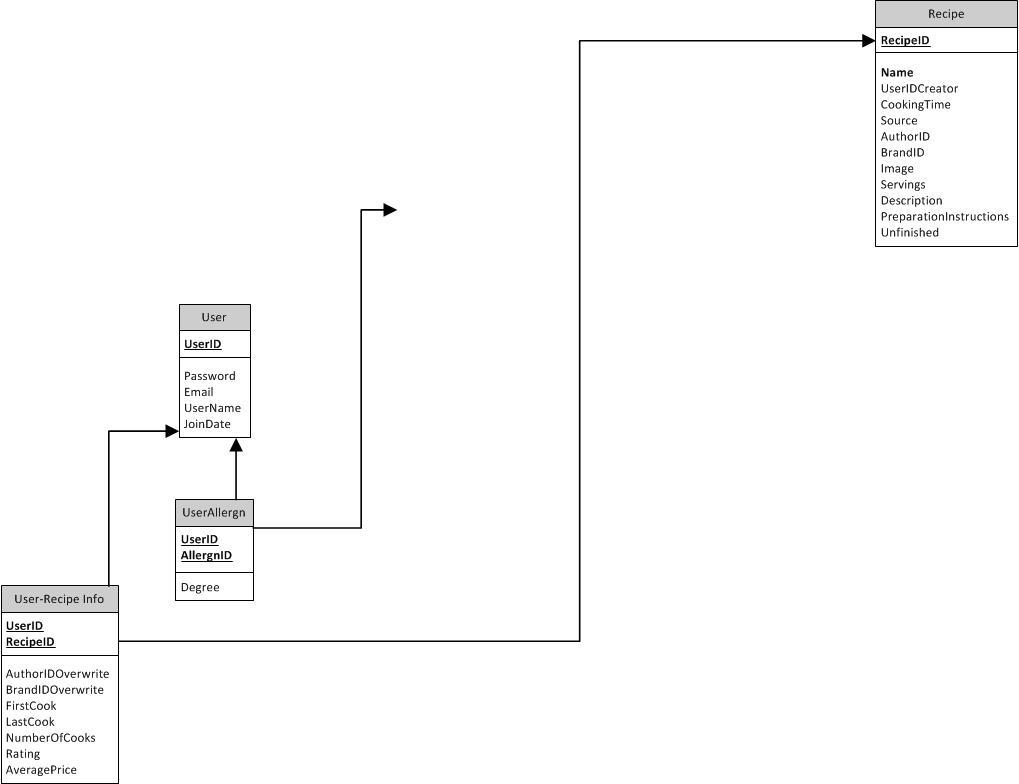 Recipe
RecipeID
Name
UserIDCreator
CookingTime
Source
AuthorID
BrandID
Image
Servings
Description
PreparationInstructions
Unfinished
User
UserID
Password
Email
UserName
JoinDate
UserAllergn
UserID
AllergnID
Degree
User-Recipe Info
UserID
RecipeID
AuthorIDOverwrite
BrandIDOverwrite
FirstCook
LastCook
NumberOfCooks
Rating
AveragePrice